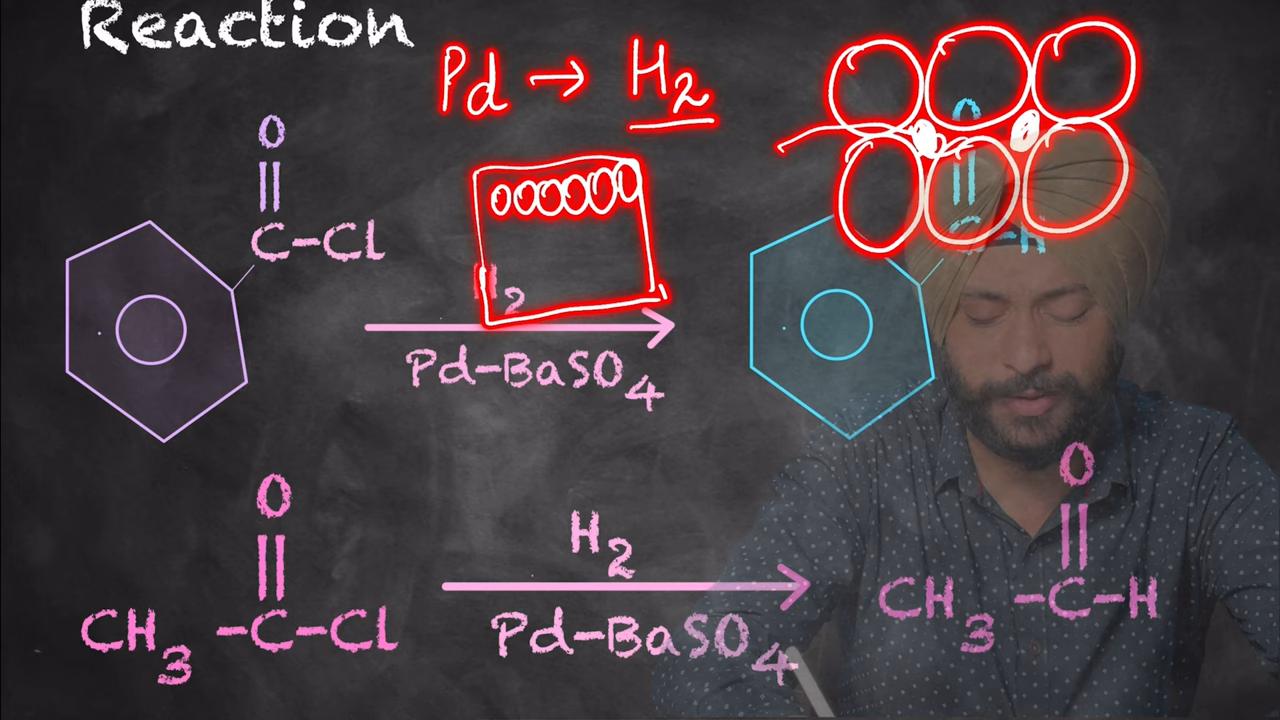 Reaction
Pd → H2
O
C-Cl
H2
Pd-BaSO4
O
C-H
O
CH3-C-Cl
H2
Pd-BaSO4
O
CH3-C-H